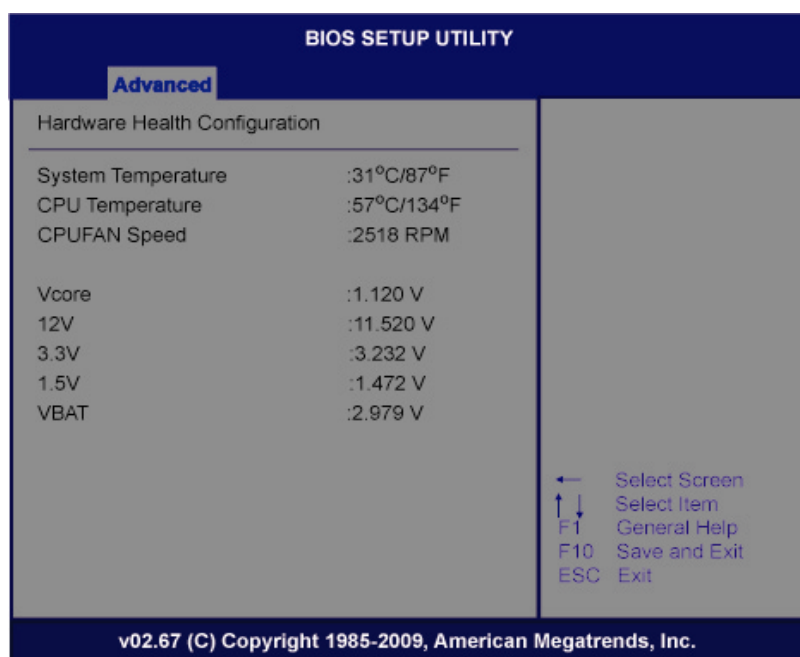 BIOS SETUP UTILITY
Advanced
Hardware Health Configuration
System Temperature :31°C/87°F
CPU Temperature :57°C/134°F
CPUFAN Speed :2518 RPM
Vcore :1.120 V
12V :11.520 V
3.3V :3.232 V
1.5V :1.472 V
VBAT :2.979 V
← Select Screen
↑↓ Select Item
F1 General Help
F10 Save and Exit
ESC Exit
v02.67 (C) Copyright 1985-2009, American Megatrends, Inc.